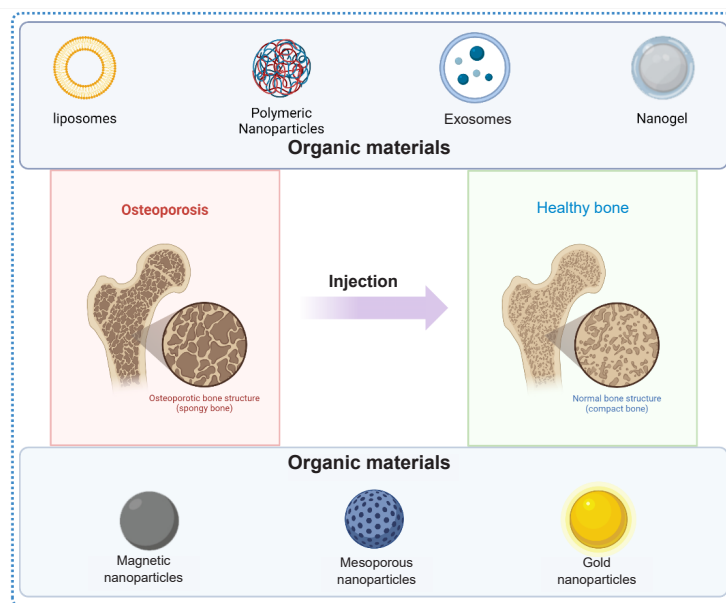 liposomes
Polymeric
Nanoparticles
Exosomes
Nanogel
Organic materials
Osteoporosis
Osteoporotic bone structure
(spongy bone)
Injection
Healthy bone
Normal bone structure
(compact bone)
Organic materials
Magnetic
nanoparticles
Mesoporous
nanoparticles
Gold
nanoparticles